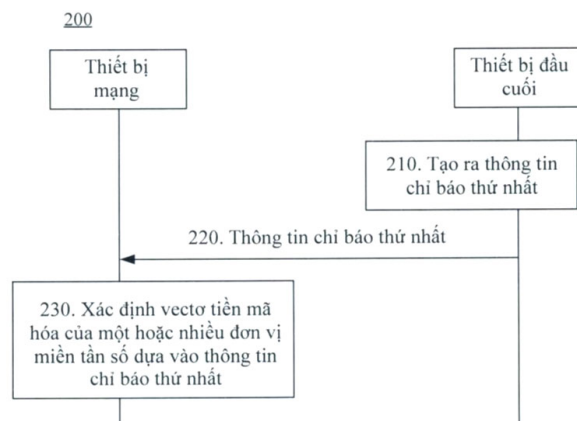 200
Thiết bị
mạng
Thiết bị đầu
cuối
210. Tạo ra thông tin
chỉ báo thứ nhất
220. Thông tin chỉ báo thứ nhất
230. Xác định vectơ tiền mã
hóa của một hoặc nhiều đơn vị
miền tần số dựa vào thông tin
chỉ báo thứ nhất